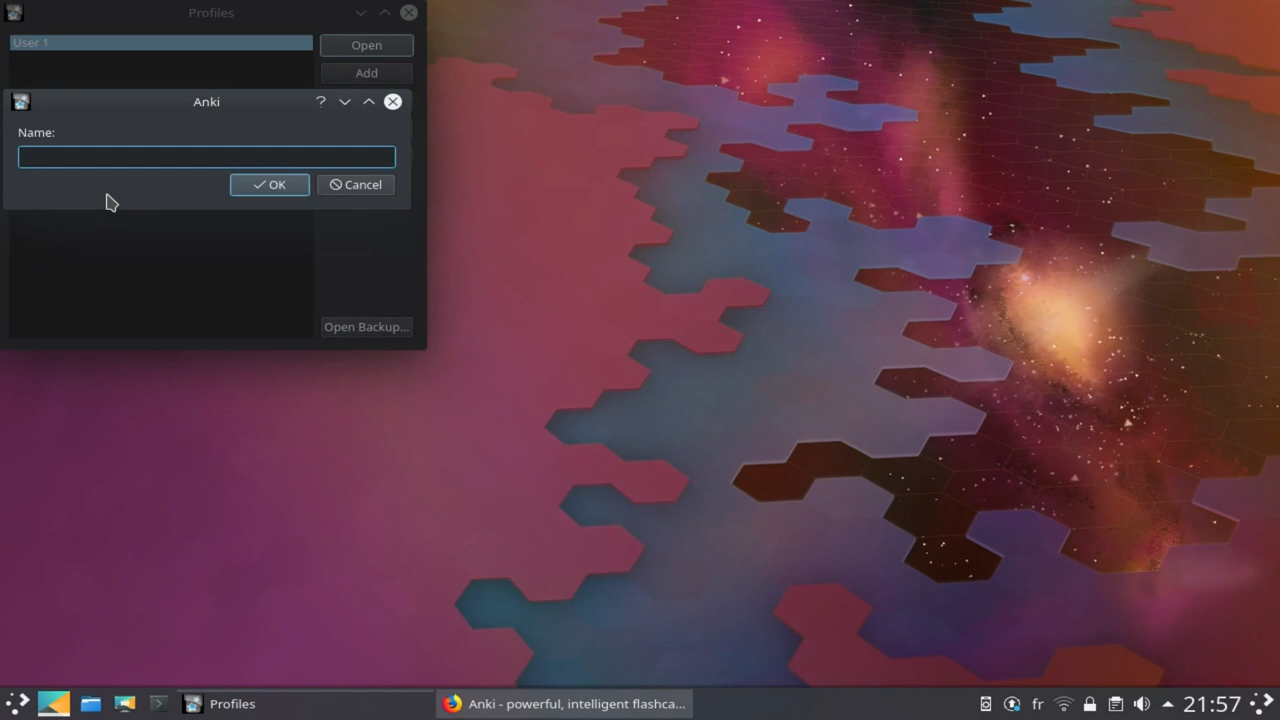 Profiles
User 1
Open
Add
Anki
?
Name:
OK
Cancel
Open Backup...
Profiles
Anki - powerful, intelligent flashca...
fr
21:57